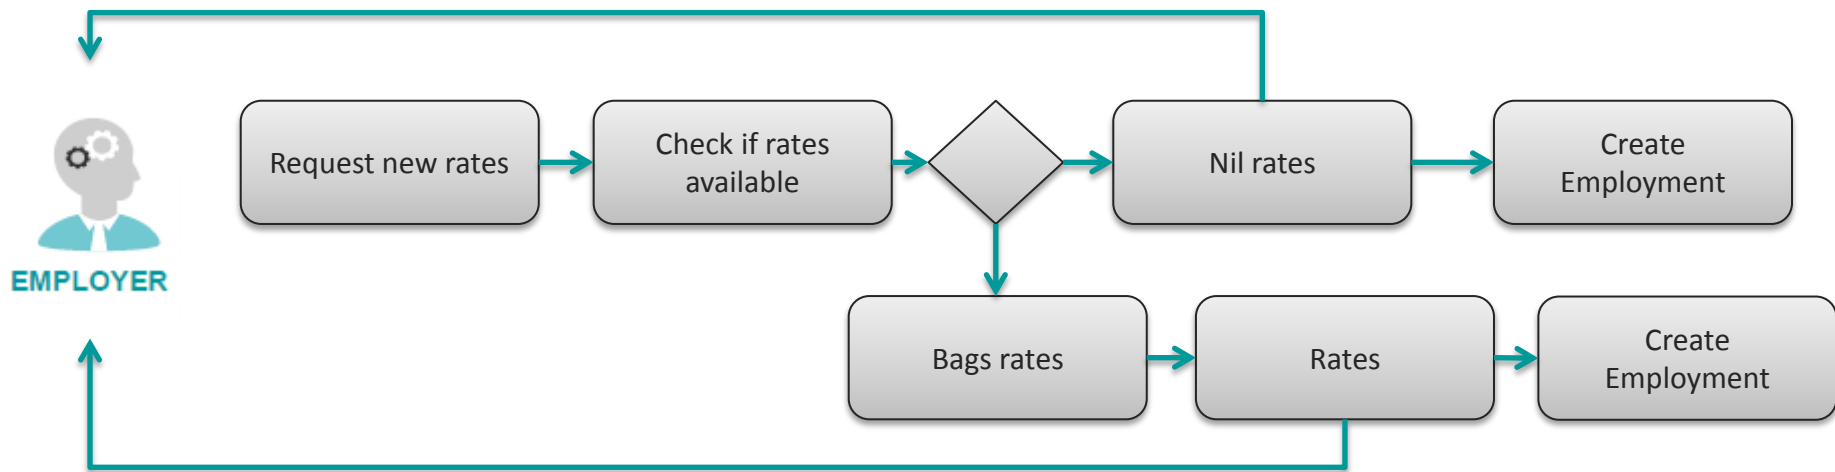 EMPLOYER
Request new rates
Check if rates
available
Nil rates
Create
Employment
Bags rates
Rates
Create
Employment